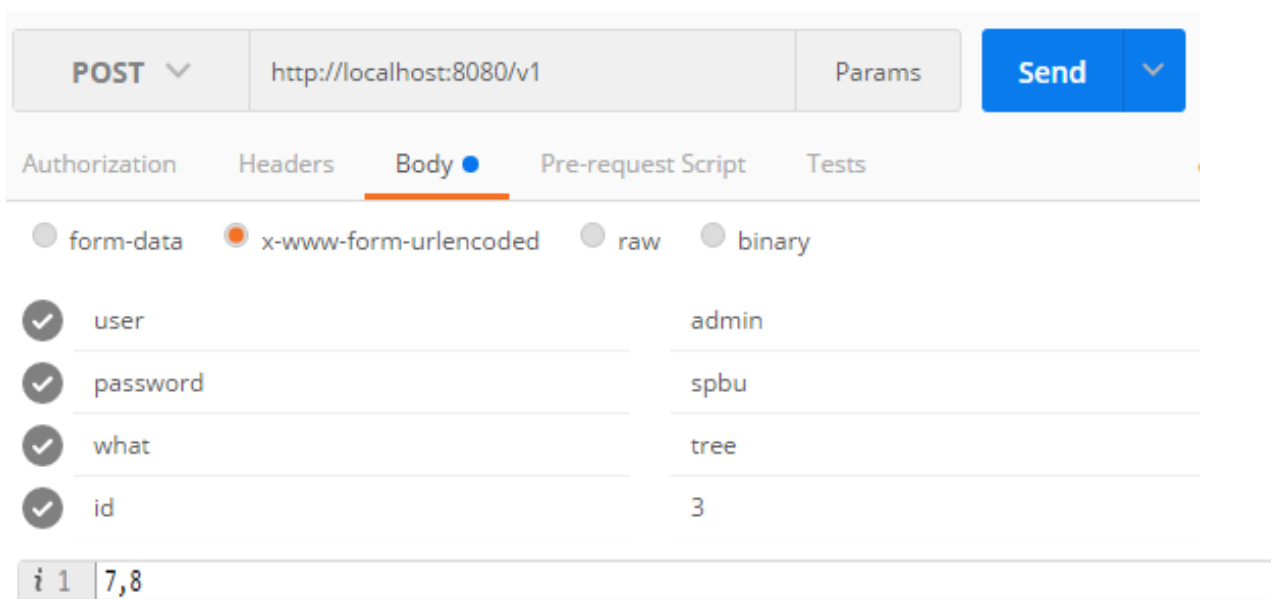 POST http://localhost:8080/v1 Params Send
Authorization Headers Body Pre-request Script Tests
form-data x-www-form-urlencoded raw binary
user admin
password spbu
what tree
id 3
i 1 7,8